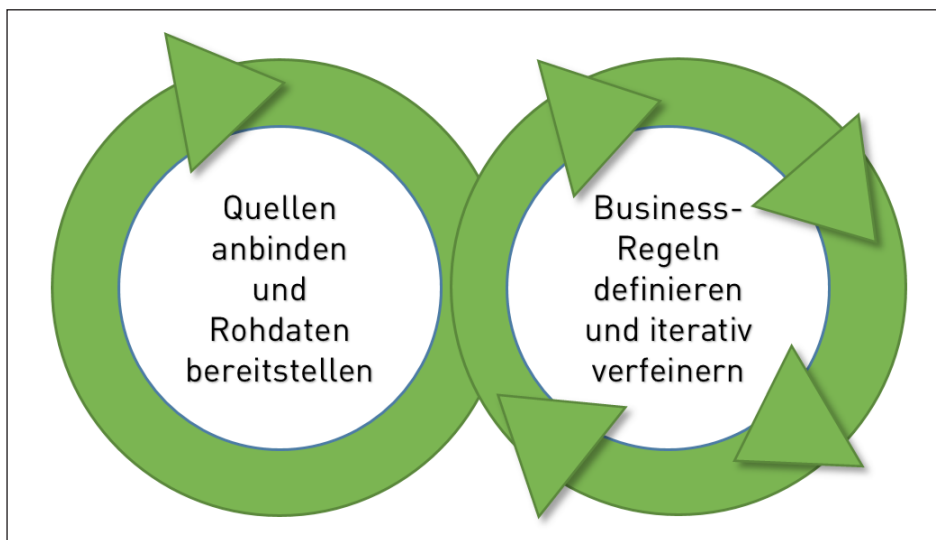 Quellen
anbinden
und
Rohdaten
bereitstellen
Business-
Regeln
definieren
und iterativ
verfeinern